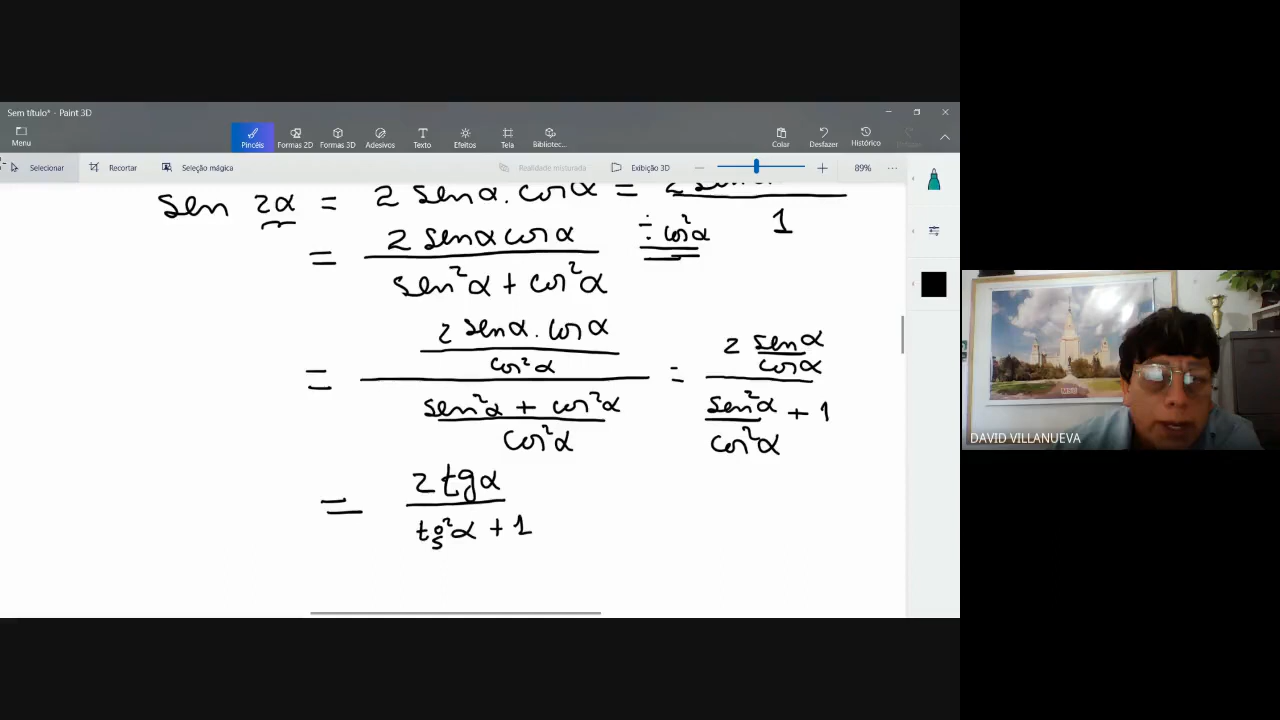 Sem título* - Paint 3D
Menu
Pincéis
Formas 2D
Formas 3D
Adesivos
Texto
Efeitos
Tela
Bibliotec...
Colar
Desfazer
Histórico
Selecionar
Recortar
Seleção mágica
Realidade misturada
Exibição 3D
89%
sen 2α = 2 senα . cosα =
1
= 2 senα cosα / sen²α + cos²α ÷ cos²α
= (2 senα . cosα / cos²α) / (sen²α + cos²α / cos²α) = (2 senα / cosα) / (sen²α / cos²α + 1)
= 2 tgα / tg²α + 1
DAVID VILLANUEVA